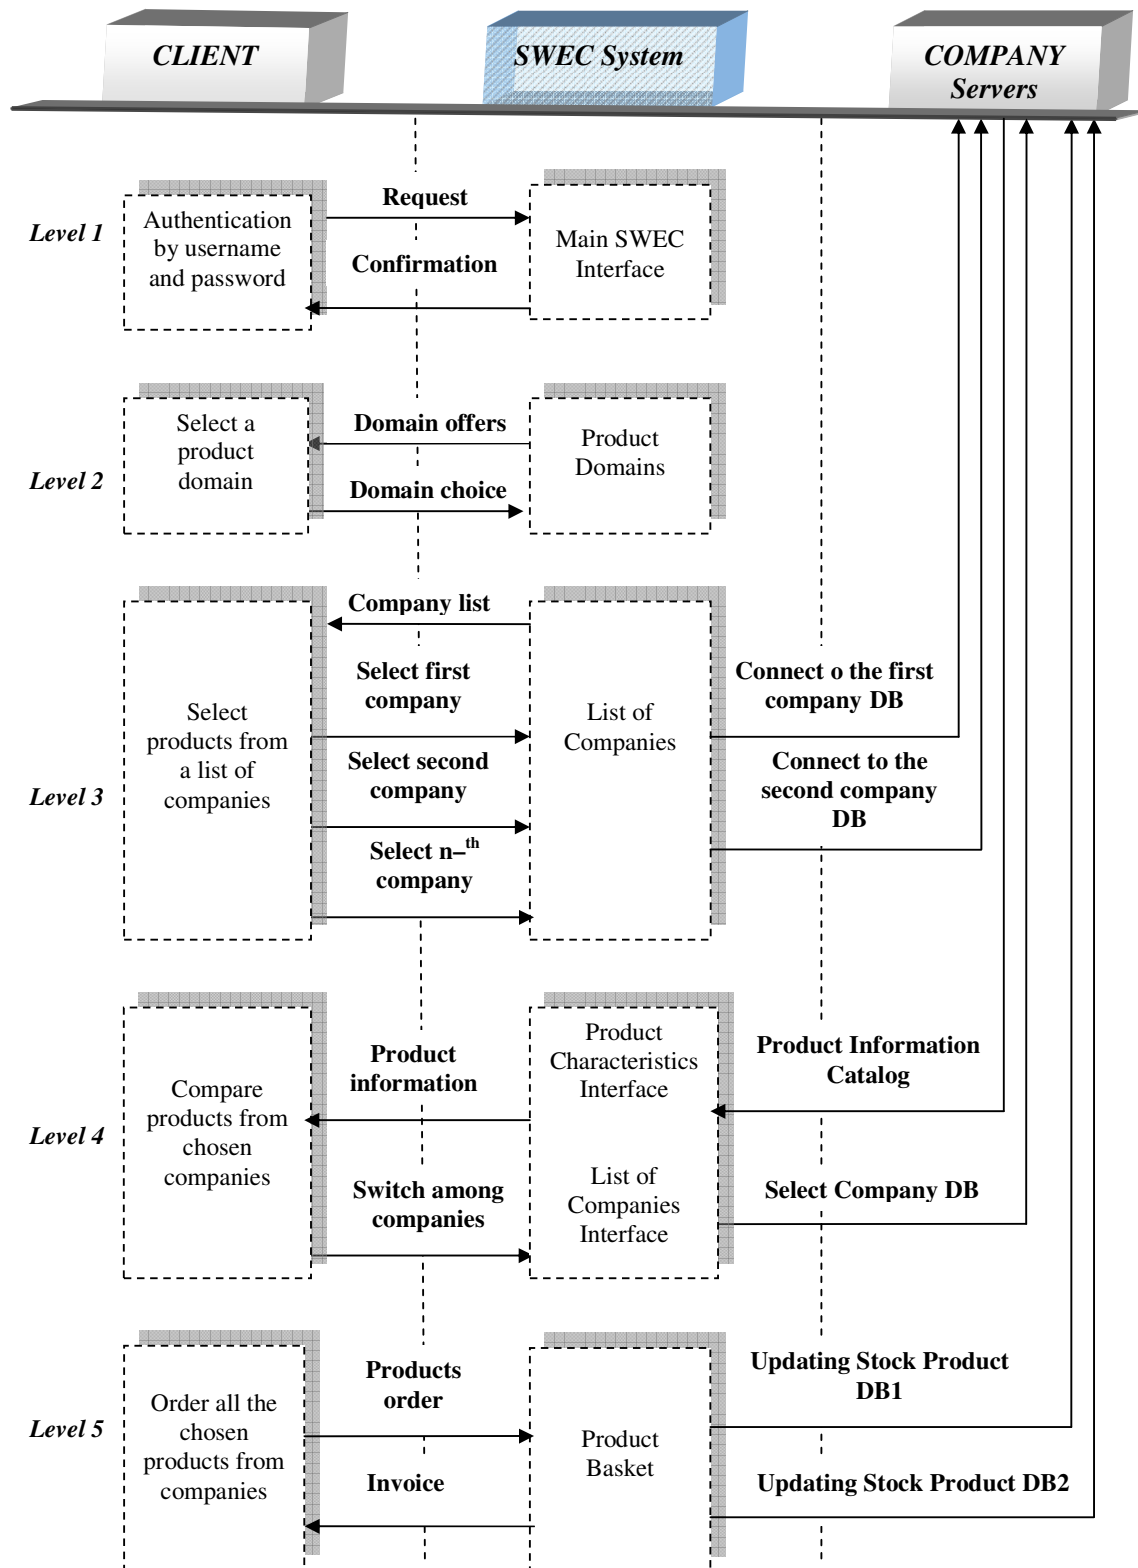 CLIENT
SWEC System
COMPANY
Servers
Level 1
Authentication
by username
and password
Request
Confirmation
Main SWEC
Interface
Level 2
Select a
product
domain
Domain offers
Domain choice
Product
Domains
Level 3
Select
products from
a list of
companies
Company list
Select first
company
Select second
company
Select n–th
company
List of
Companies
Connect o the first
company DB
Connect to the
second company
DB
Level 4
Compare
products from
chosen
companies
Product
information
Switch among
companies
Product
Characteristics
Interface
List of
Companies
Interface
Product Information
Catalog
Select Company DB
Level 5
Order all the
chosen
products from
companies
Products
order
Invoice
Product
Basket
Updating Stock Product
DB1
Updating Stock Product DB2